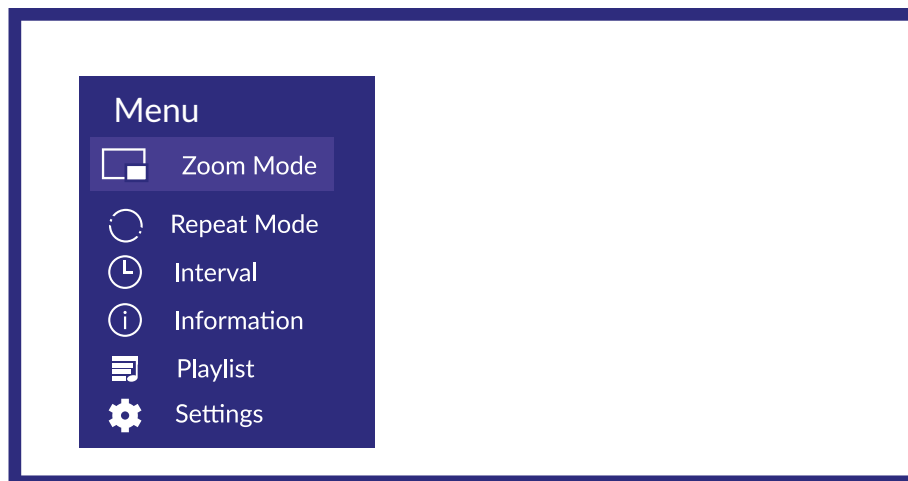 Menu
Zoom Mode
Repeat Mode
Interval
Information
Playlist
Settings